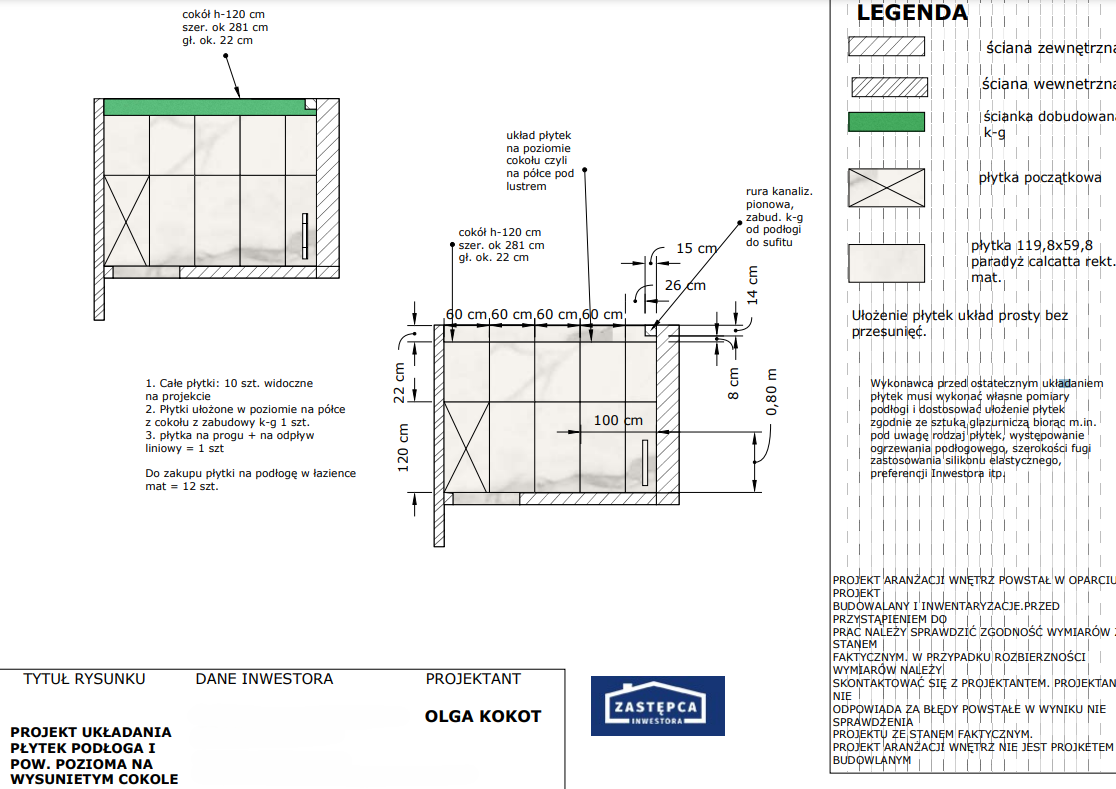 cokół h-120 cm
szer. ok 281 cm
gł. ok. 22 cm
układ płytek
na poziomie
cokołu czyli
na półce pod
lustrem
rura kanaliz.
pionowa,
zabud. k-g
od podłogi
do sufitu
cokół h-120 cm
szer. ok 281 cm
gł. ok. 22 cm
15 cm
26 cm
14 cm
60 cm 60 cm 60 cm 60 cm
22 cm
8 cm
0,80 m
100 cm
120 cm
1. Całe płytki: 10 szt. widoczne
na projekcie
2. Płytki ułożone w poziomie na półce
z cokołu z zabudowy k-g 1 szt.
3. płytka na progu + na odpływ
liniowy = 1 szt
Do zakupu płytki na podłogę w łazience
mat = 12 szt.
LEGENDA
ściana zewnętrzna
ściana wewnetrzna
ścianka dobudowana
k-g
płytka początkowa
płytka 119,8x59,8
paradyż calcatta rekt.
mat.
Ułożenie płytek układ prosty bez
przesunięć.
Wykonawca przed ostatecznym układaniem
płytek musi wykonać własne pomiary
podłogi i dostosować ułożenie płytek
zgodnie ze sztuką glazurniczą biorąc m.in.
pod uwagę rodzaj płytek, występowanie
ogrzewania podłogowego, szerokości fugi
zastosowania silikonu elastycznego,
preferencji Inwestora itp.
PROJEKT ARANŻACJI WNĘTRZ POWSTAŁ W OPARCIU
PROJEKT
BUDOWALANY I INWENTARYZACJE.PRZED
PRZYSTĄPIENIEM DO
PRAC NALEŻY SPRAWDZIĆ ZGODNOŚĆ WYMIARÓW Z
STANEM
FAKTYCZNYM. W PRZYPADKU ROZBIERZNOŚCI
WYMIARÓW NALEŻY
SKONTAKTOWAĆ SIĘ Z PROJEKTANTEM. PROJEKTAN
NIE
ODPOWIADA ZA BŁĘDY POWSTAŁE W WYNIKU NIE
SPRAWDZENIA
PROJEKTU ZE STANEM FAKTYCZNYM.
PROJEKT ARANŻACJI WNĘTRZ NIE JEST PROJKETEM
BUDOWLANYM
TYTUŁ RYSUNKU
DANE INWESTORA
PROJEKTANT
OLGA KOKOT
PROJEKT UKŁADANIA
PŁYTEK PODŁOGA I
POW. POZIOMA NA
WYSUNIETYM COKOLE
ZASTĘPCA
INWESTORA